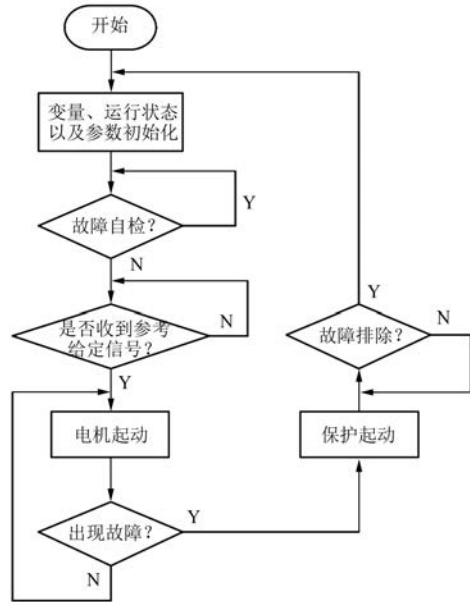 开始
变量、运行状态
以及参数初始化
故障自检?
Y
N
是否收到参考
给定信号?
N
Y
电机起动
出现故障?
Y
N
保护起动
故障排除?
Y
N